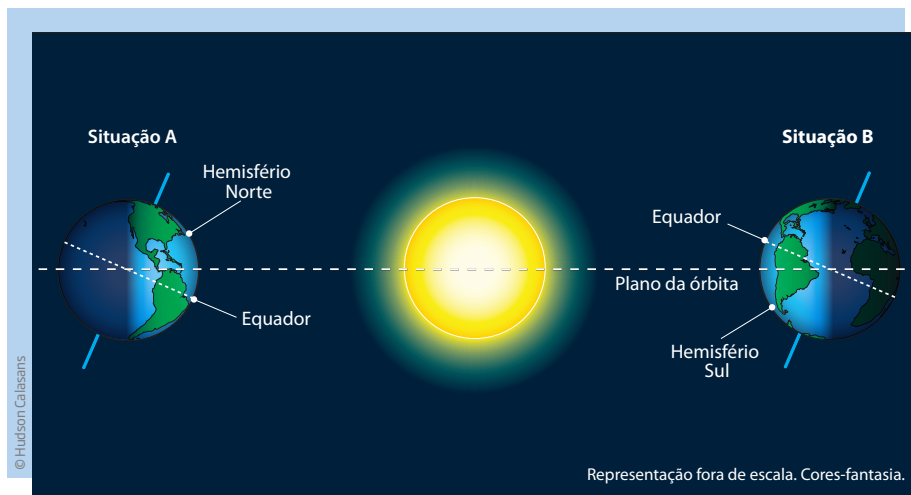 Situação A
Situação B
Hemisfério
Norte
Equador
Equador
Plano da órbita
Hemisfério
Sul
© Hudson Calasans
Representação fora de escala. Cores-fantasia.